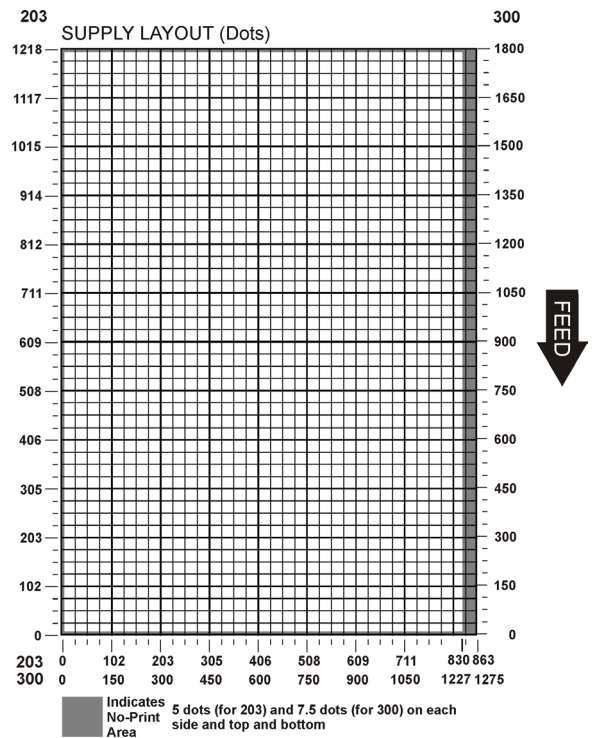 203 300
SUPPLY LAYOUT (Dots)
1218 1800
1117 1650
1015 1500
914 1350
812 1200
711 1050
FEED
609 900
508 750
406 600
305 450
203 300
102 150
0 0
203 0 102 203 305 406 508 609 711 830 863
300 0 150 300 450 600 750 900 1050 1227 1275
Indicates
No-Print
Area
5 dots (for 203) and 7.5 dots (for 300) on each
side and top and bottom